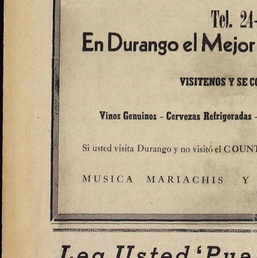 Tel. 24-
En Durango el Mejor
VISITENOS Y SE CO
Vinos Genuinos - Cervezas Refrigeradas -
Si usted visita Durango y no visitó el COUNT
MUSICA MARIACHIS Y
Lea Usted 'Pue